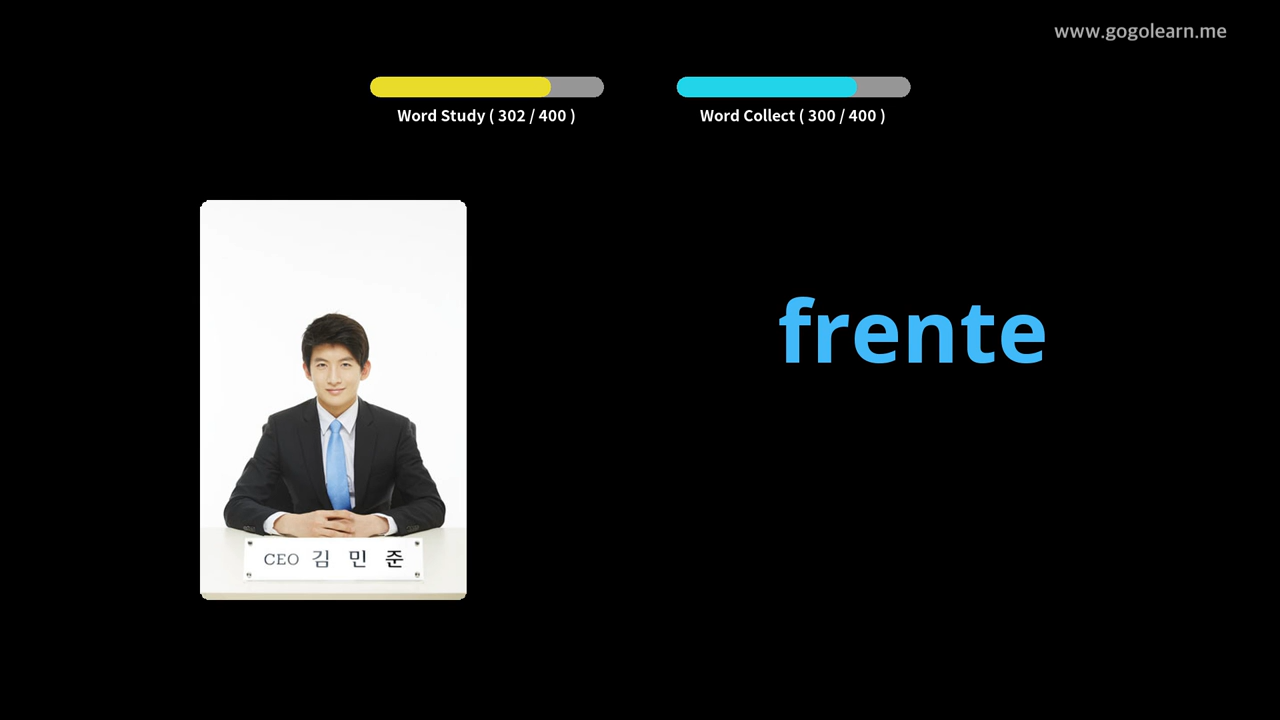 www.gogolearn.me
Word Study ( 302 / 400 )
Word Collect ( 300 / 400 )
frente
CEO 김 민 준